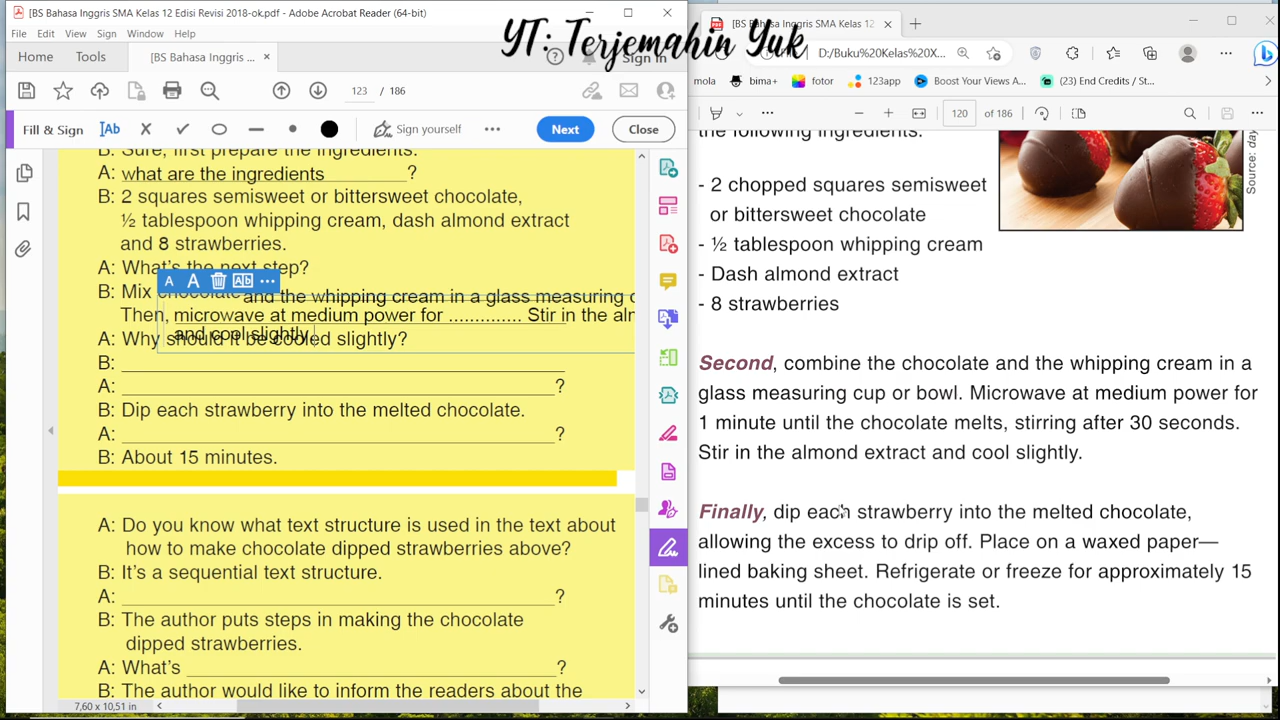 [BS Bahasa Inggris SMA Kelas 12 Edisi Revisi 2018-ok.pdf - Adobe Acrobat Reader (64-bit)
File Edit View Sign Window Help
Home Tools [BS Bahasa Inggris ... × Sign In
123 / 186
Fill & Sign Ab Sign yourself ... Next Close
B: Sure, first prepare the ingredients.
A: what are the ingredients ?
B: 2 squares semisweet or bittersweet chocolate,
½ tablespoon whipping cream, dash almond extract
and 8 strawberries.
A: What's the next step?
A A Ab ...
B: Mix chocolate and the whipping cream in a glass measuring c
Then, microwave at medium power for .............. Stir in the alm
and cool slightly
A: Why should it be cooled slightly?
B:
A: ?
B: Dip each strawberry into the melted chocolate.
A: ?
B: About 15 minutes.
A: Do you know what text structure is used in the text about
how to make chocolate dipped strawberries above?
B: It's a sequential text structure.
A: ?
B: The author puts steps in making the chocolate
dipped strawberries.
A: What's ?
B: The author would like to inform the readers about the
7,60 x 10,51 in
YT: Terjemahin Yuk
[BS Bahasa Inggris SMA Kelas 12
D:/Buku%20Kelas%20X...
mola bima+ fotor 123app Boost Your Views A... (23) End Credits / St...
120 of 186
the following ingredients.
- 2 chopped squares semisweet
or bittersweet chocolate
- ½ tablespoon whipping cream
- Dash almond extract
- 8 strawberries
Source: day
Second, combine the chocolate and the whipping cream in a
glass measuring cup or bowl. Microwave at medium power for
1 minute until the chocolate melts, stirring after 30 seconds.
Stir in the almond extract and cool slightly.
Finally, dip each strawberry into the melted chocolate,
allowing the excess to drip off. Place on a waxed paper—
lined baking sheet. Refrigerate or freeze for approximately 15
minutes until the chocolate is set.